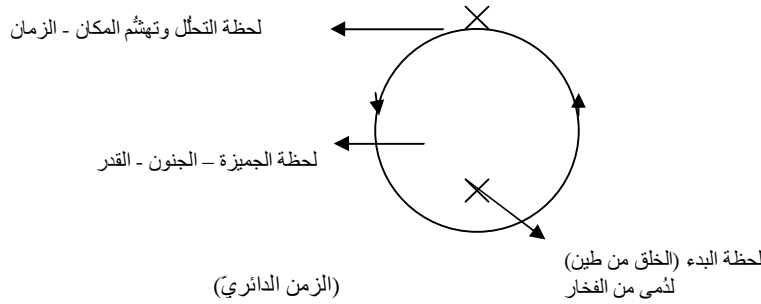 لحظة التحلُّل وتهشُّم المكان - الزمان
لحظة الجميزة – الجنون - القدر
لحظة البدء (الخلق من طين)
لدُمى من الفخار
(الزمن الدائريّ)